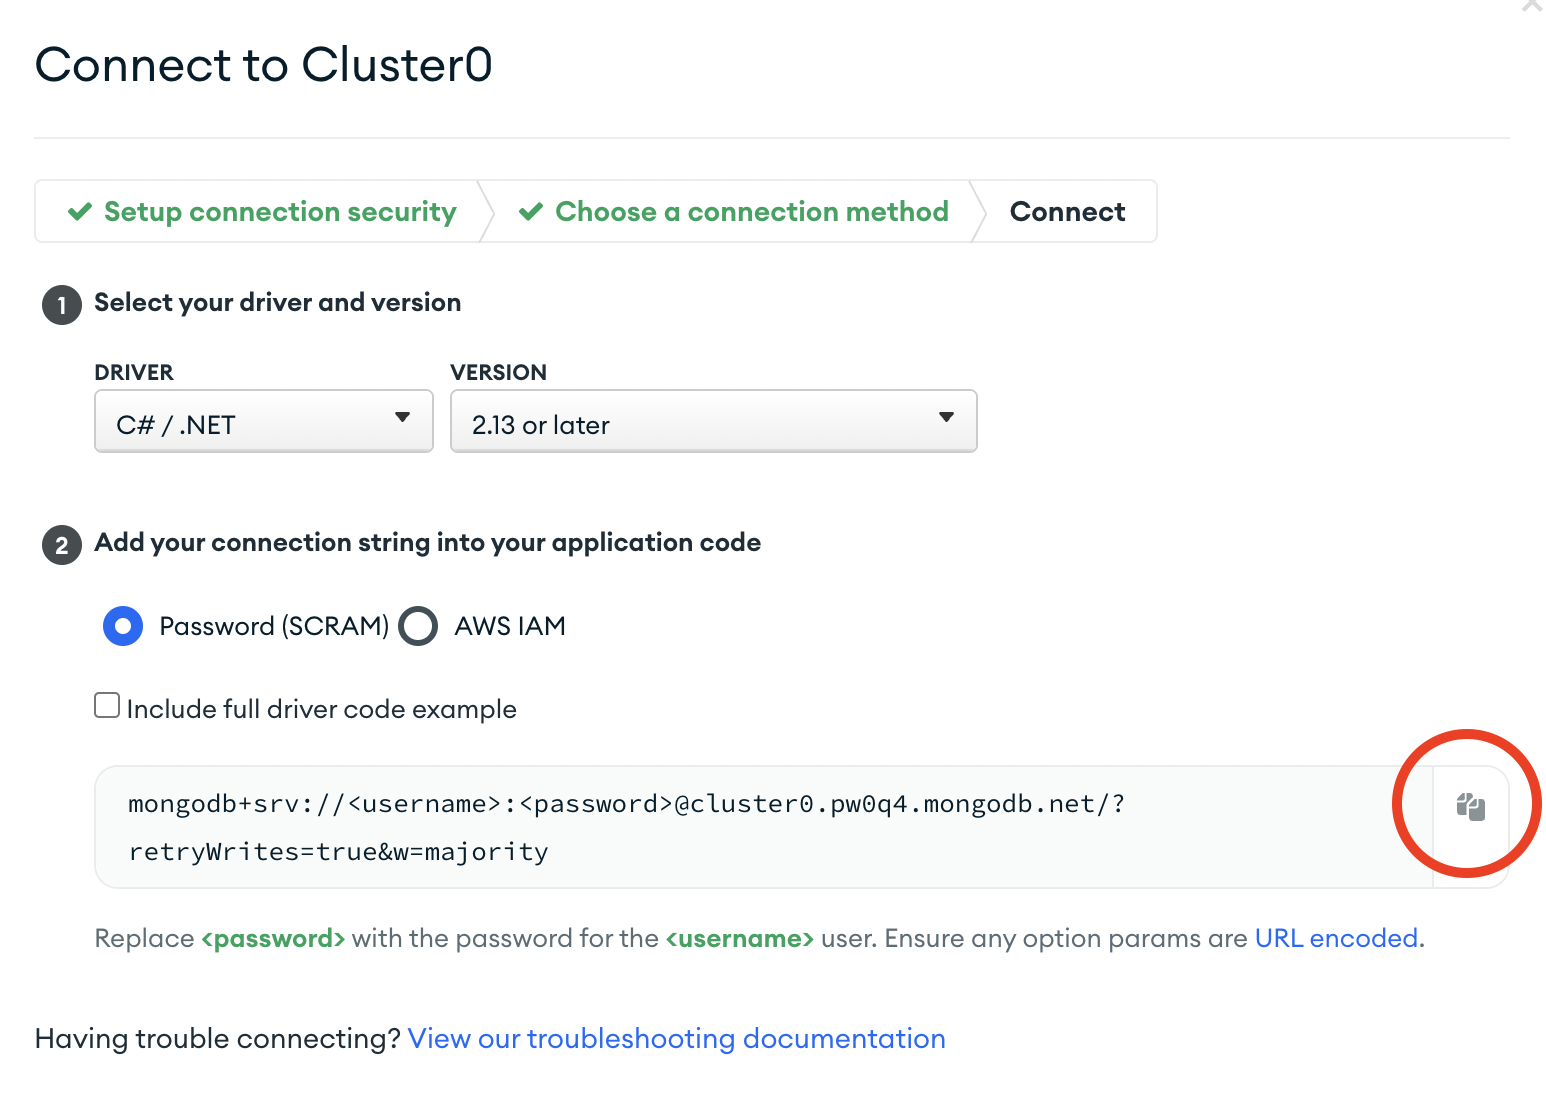 Connect to Cluster0
Setup connection security
Choose a connection method
Connect
1 Select your driver and version
DRIVER
VERSION
C# / .NET
2.13 or later
2 Add your connection string into your application code
Password (SCRAM)
AWS IAM
Include full driver code example
mongodb+srv://<username>:<password>@cluster0.pw0q4.mongodb.net/?
retryWrites=true&w=majority
Replace <password> with the password for the <username> user. Ensure any option params are URL encoded.
Having trouble connecting? View our troubleshooting documentation